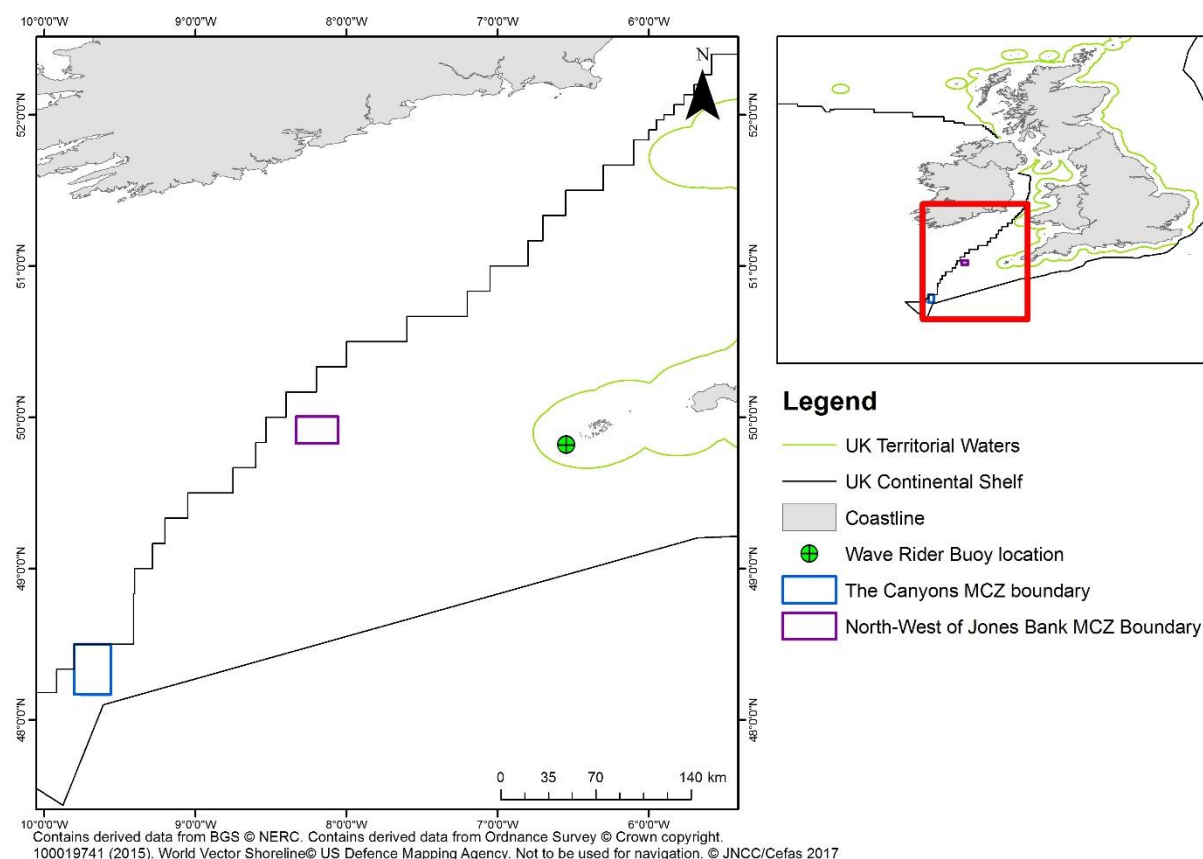 10°0'0"W 9°0'0"W 8°0'0"W 7°0'0"W 6°0'0"W
N
52°0'0"N 52°0'0"N
51°0'0"N 51°0'0"N
50°0'0"N 50°0'0"N
49°0'0"N 49°0'0"N
48°0'0"N 48°0'0"N
0 35 70 140 km
10°0'0"W 9°0'0"W 8°0'0"W 7°0'0"W 6°0'0"W
Legend
UK Territorial Waters
UK Continental Shelf
Coastline
Wave Rider Buoy location
The Canyons MCZ boundary
North-West of Jones Bank MCZ Boundary
Contains derived data from BGS © NERC. Contains derived data from Ordnance Survey © Crown copyright.
100019741 (2015). World Vector Shoreline© US Defence Mapping Agency. Not to be used for navigation. © JNCC/Cefas 2017